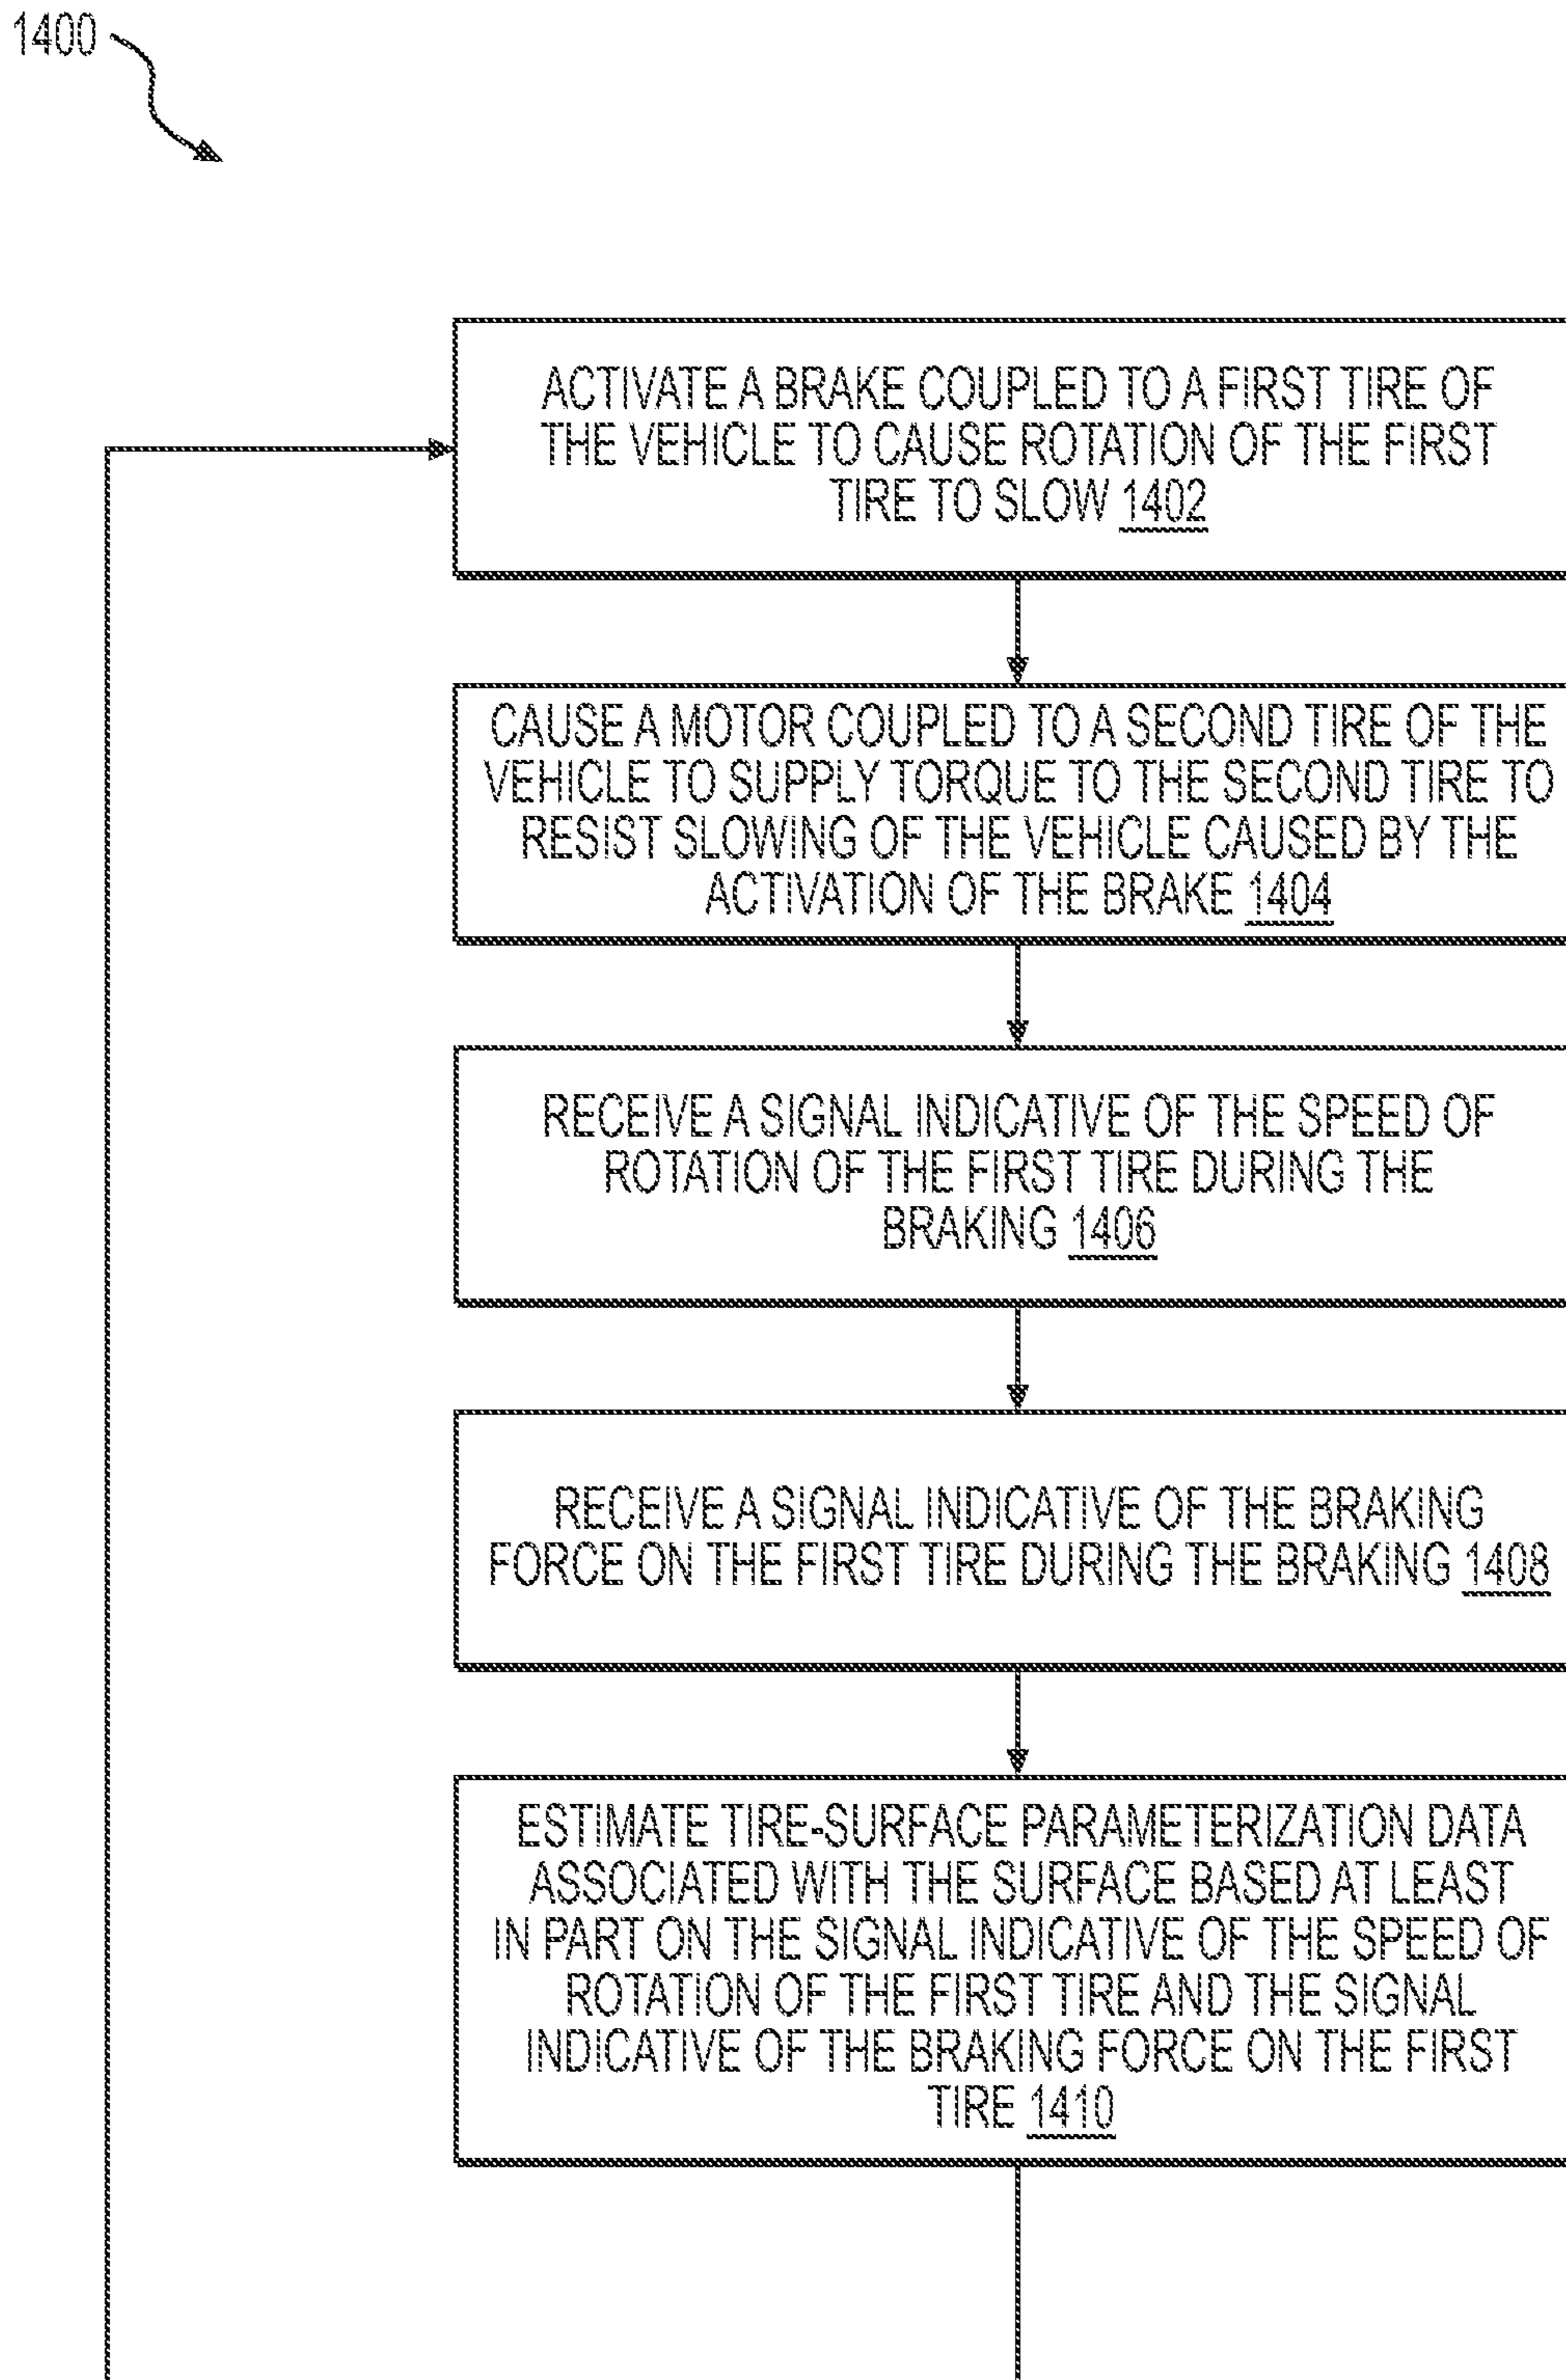 1400
ACTIVATE A BRAKE COUPLED TO A FIRST TIRE OF
THE VEHICLE TO CAUSE ROTATION OF THE FIRST
TIRE TO SLOW 1402
CAUSE A MOTOR COUPLED TO A SECOND TIRE OF THE
VEHICLE TO SUPPLY TORQUE TO THE SECOND TIRE TO
RESIST SLOWING OF THE VEHICLE CAUSED BY THE
ACTIVATION OF THE BRAKE 1404
RECEIVE A SIGNAL INDICATIVE OF THE SPEED OF
ROTATION OF THE FIRST TIRE DURING THE
BRAKING 1406
RECEIVE A SIGNAL INDICATIVE OF THE BRAKING
FORCE ON THE FIRST TIRE DURING THE BRAKING 1408
ESTIMATE TIRE-SURFACE PARAMETERIZATION DATA
ASSOCIATED WITH THE SURFACE BASED AT LEAST
IN PART ON THE SIGNAL INDICATIVE OF THE SPEED OF
ROTATION OF THE FIRST TIRE AND THE SIGNAL
INDICATIVE OF THE BRAKING FORCE ON THE FIRST
TIRE 1410